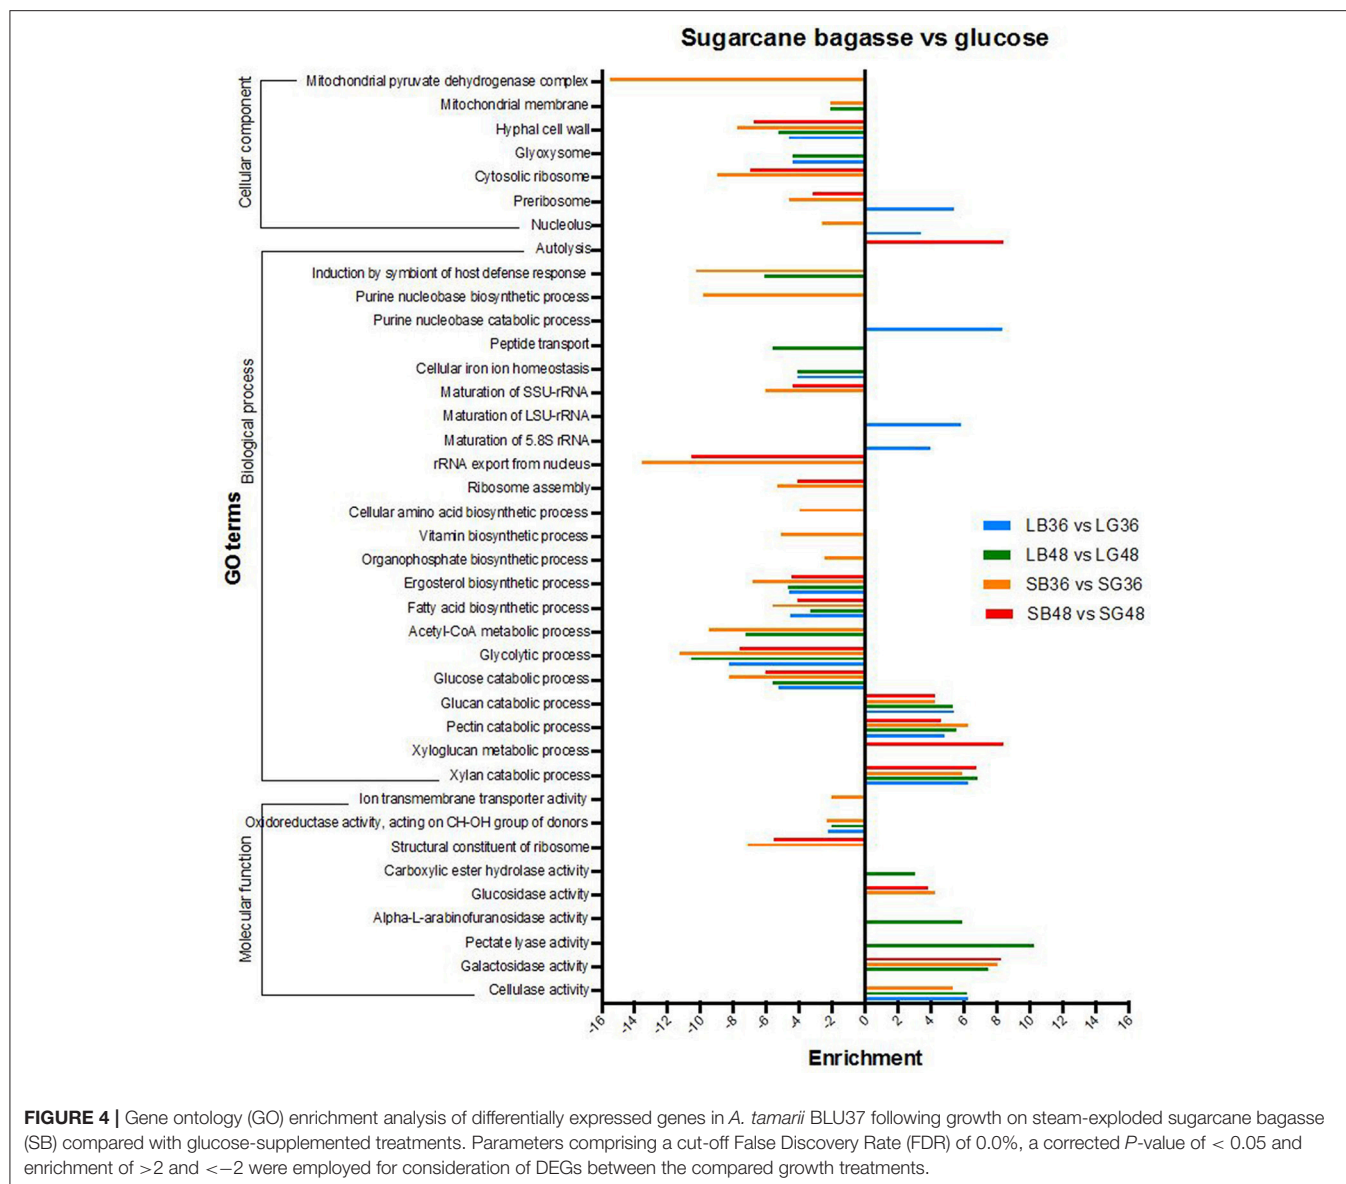 Sugarcane bagasse vs glucose
GO terms
Cellular component
Mitochondrial pyruvate dehydrogenase complex
Mitochondrial membrane
Hyphal cell wall
Glyoxysome
Cytosolic ribosome
Preribosome
Nucleolus
Biological process
Autolysis
Induction by symbiont of host defense response
Purine nucleobase biosynthetic process
Purine nucleobase catabolic process
Peptide transport
Cellular iron ion homeostasis
Maturation of SSU-rRNA
Maturation of LSU-rRNA
Maturation of 5.8S rRNA
rRNA export from nucleus
Ribosome assembly
Cellular amino acid biosynthetic process
Vitamin biosynthetic process
Organophosphate biosynthetic process
Ergosterol biosynthetic process
Fatty acid biosynthetic process
Acetyl-CoA metabolic process
Glycolytic process
Glucose catabolic process
Glucan catabolic process
Pectin catabolic process
Xyloglucan metabolic process
Xylan catabolic process
Molecular function
Ion transmembrane transporter activity
Oxidoreductase activity, acting on CH-OH group of donors
Structural constituent of ribosome
Carboxylic ester hydrolase activity
Glucosidase activity
Alpha-L-arabinofuranosidase activity
Pectate lyase activity
Galactosidase activity
Cellulase activity
LB36 vs LG36
LB48 vs LG48
SB36 vs SG36
SB48 vs SG48
-16 -14 -12 -10 -8 -6 -4 -2 0 2 4 6 8 10 12 14 16
Enrichment
FIGURE 4 | Gene ontology (GO) enrichment analysis of differentially expressed genes in A. tamarii BLU37 following growth on steam-exploded sugarcane bagasse
(SB) compared with glucose-supplemented treatments. Parameters comprising a cut-off False Discovery Rate (FDR) of 0.0%, a corrected P-value of < 0.05 and
enrichment of >2 and <−2 were employed for consideration of DEGs between the compared growth treatments.